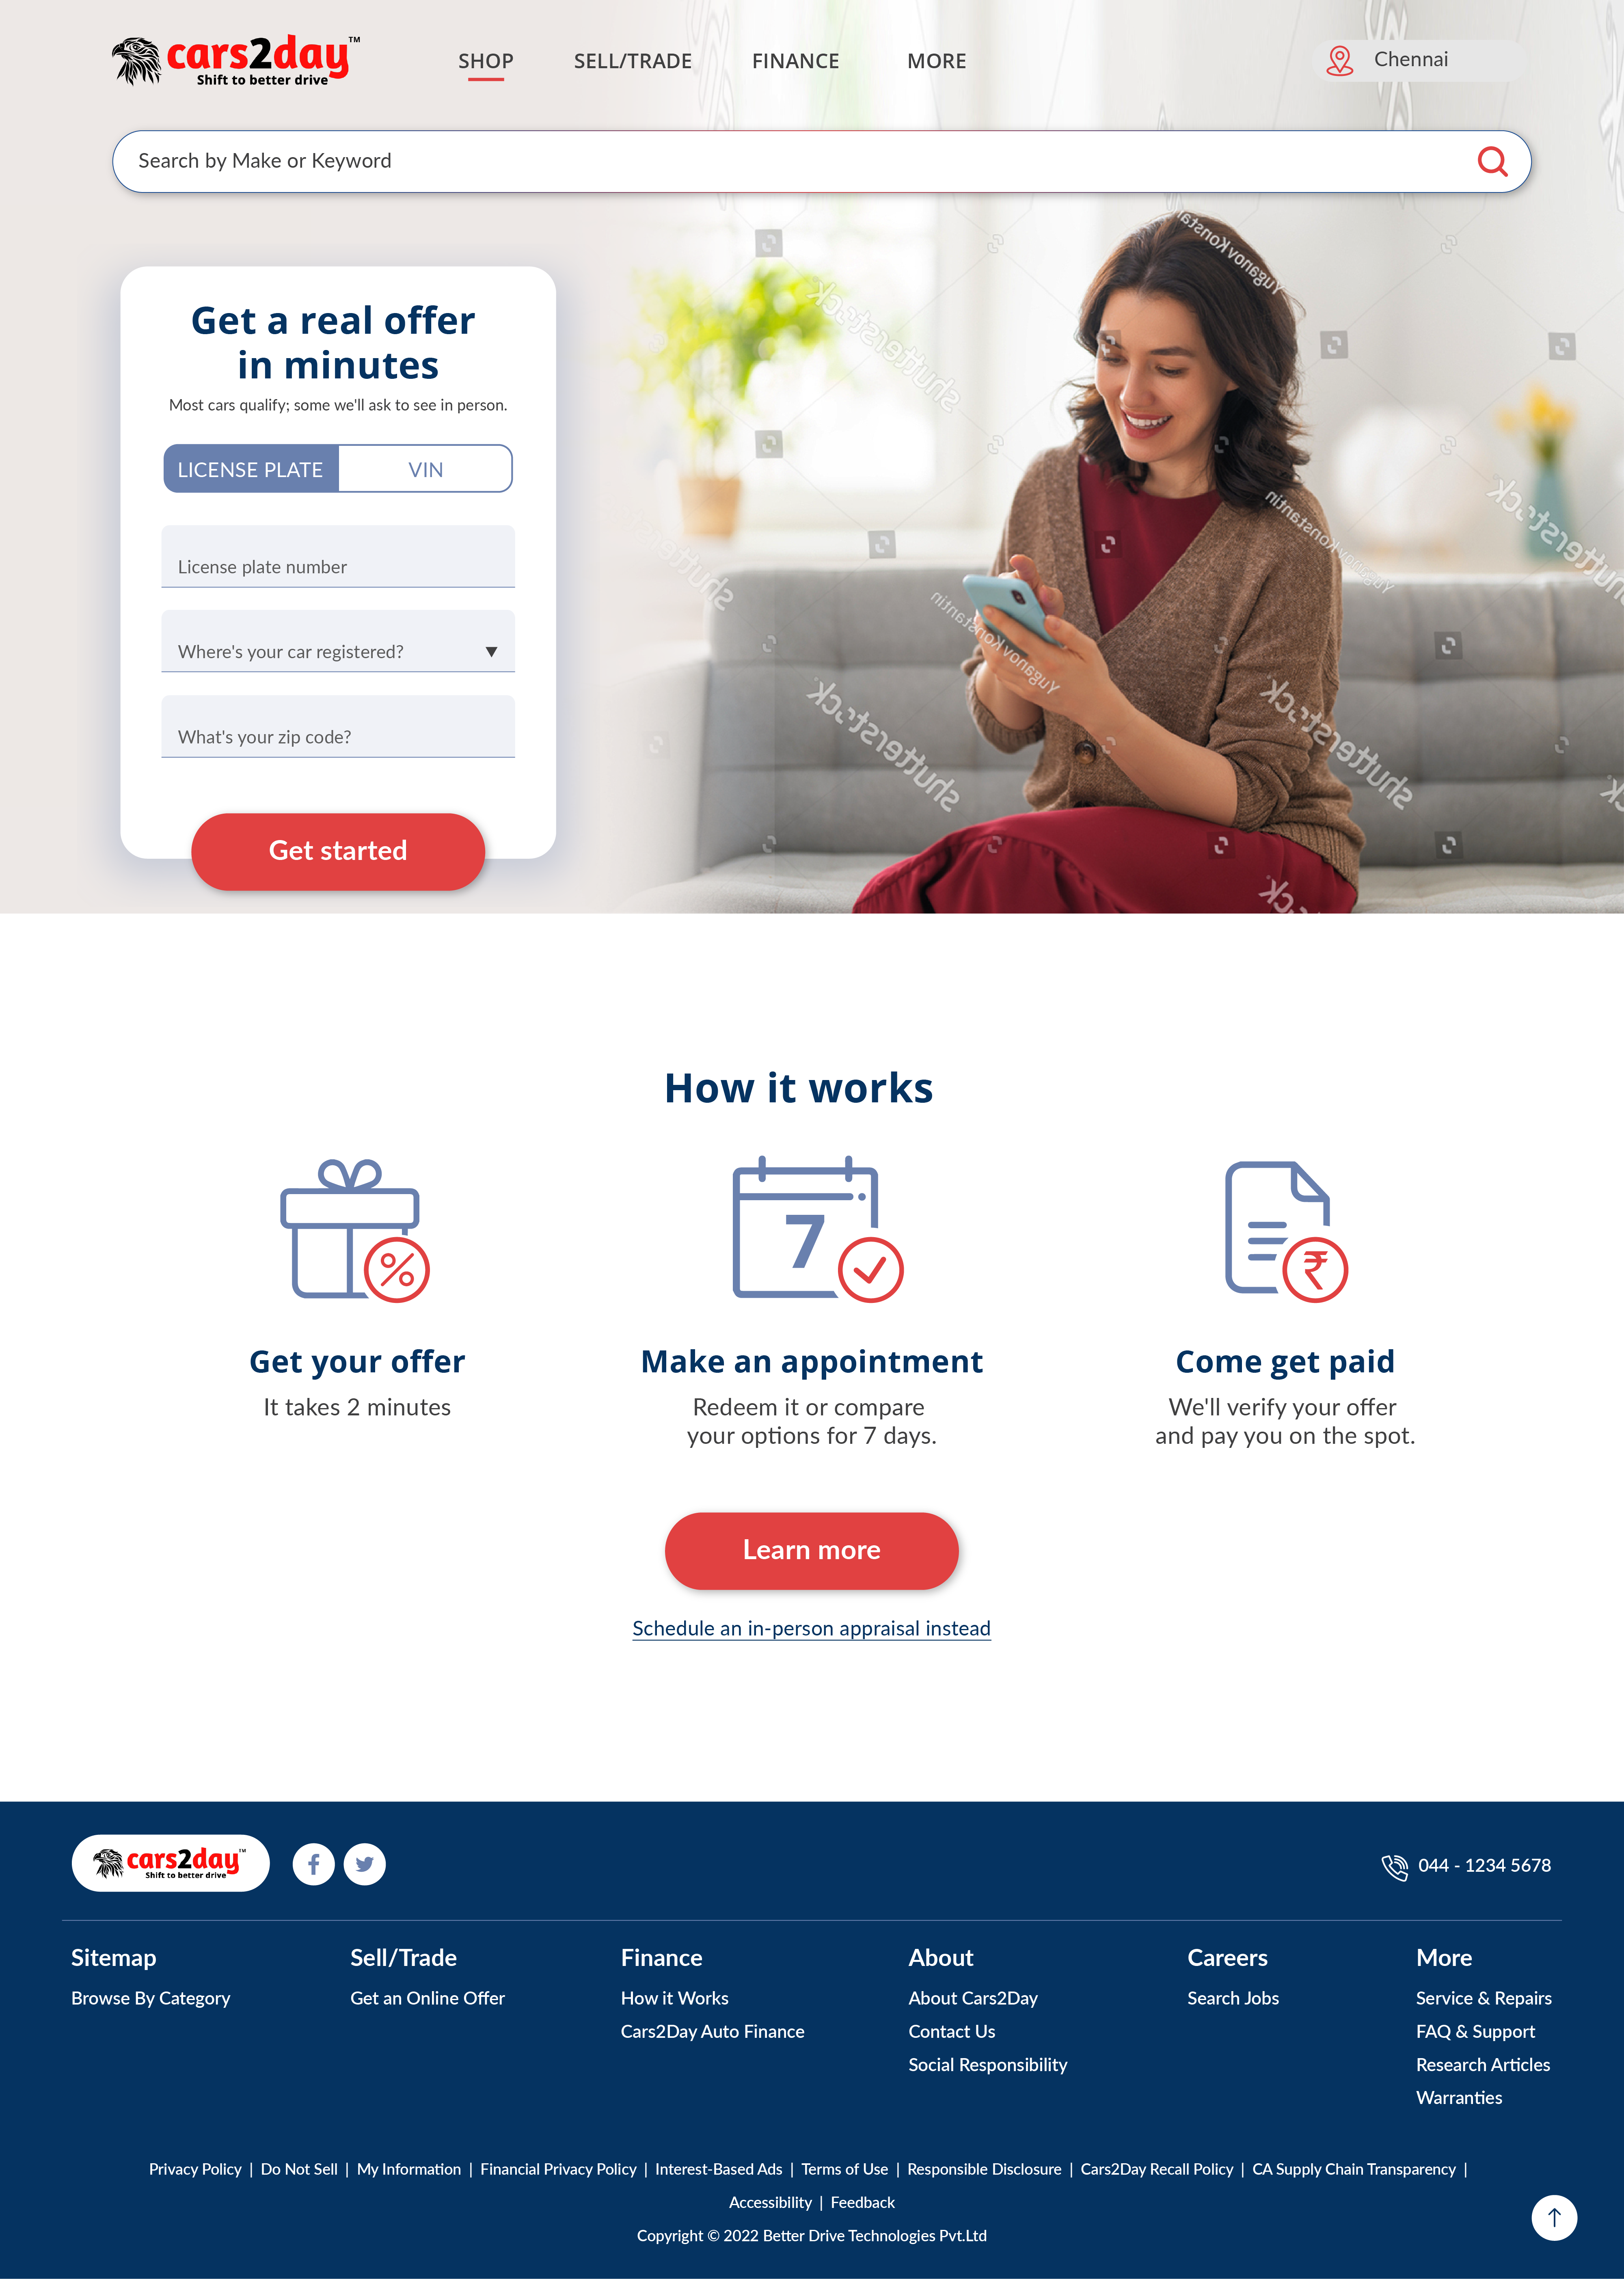 cars2day™
Shift to better drive
SHOP
SELL/TRADE
FINANCE
MORE
Chennai
Search by Make or Keyword
Get a real offer
in minutes
Most cars qualify; some we'll ask to see in person.
LICENSE PLATE
VIN
License plate number
Where's your car registered?
What's your zip code?
Get started
shutterstock
shutterstock
shutterstock
shutterstock
YuganovKonstantin
YuganovKonstantin
How it works
%
7
₹
Get your offer
It takes 2 minutes
Make an appointment
Redeem it or compare
your options for 7 days.
Come get paid
We'll verify your offer
and pay you on the spot.
Learn more
Schedule an in-person appraisal instead
cars2day™
Shift to better drive
f
044 - 1234 5678
Sitemap
Browse By Category
Sell/Trade
Get an Online Offer
Finance
How it Works
Cars2Day Auto Finance
About
About Cars2Day
Contact Us
Social Responsibility
Careers
Search Jobs
More
Service & Repairs
FAQ & Support
Research Articles
Warranties
Privacy Policy | Do Not Sell | My Information | Financial Privacy Policy | Interest-Based Ads | Terms of Use | Responsible Disclosure | Cars2Day Recall Policy | CA Supply Chain Transparency |
Accessibility | Feedback
Copyright © 2022 Better Drive Technologies Pvt.Ltd